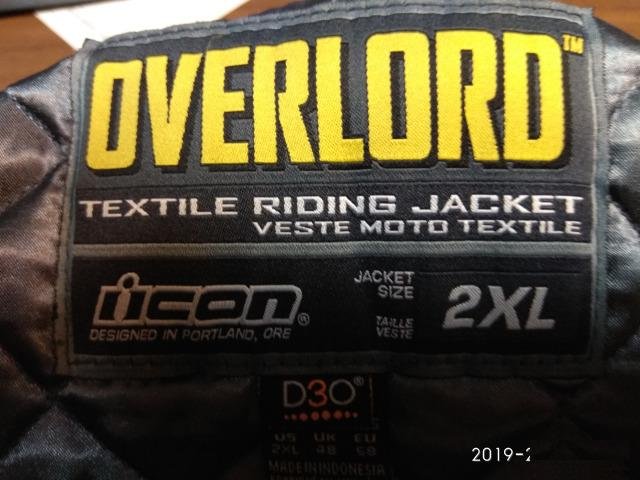 OVERLORD™
TEXTILE RIDING JACKET
VESTE MOTO TEXTILE
icon®
DESIGNED IN PORTLAND, ORE
JACKET SIZE
TAILLE VESTE
2XL
D3O®
US UK EU
2XL 48 58
MADE IN INDONESIA
2019-